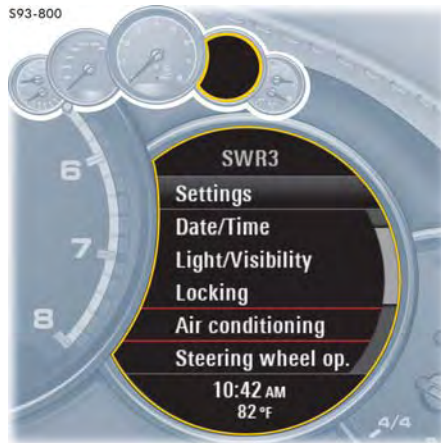 S93-800
6
7
8
SWR3
Settings
Date/Time
Light/Visibility
Locking
Air conditioning
Steering wheel op.
10:42 AM
82 °F
4/4